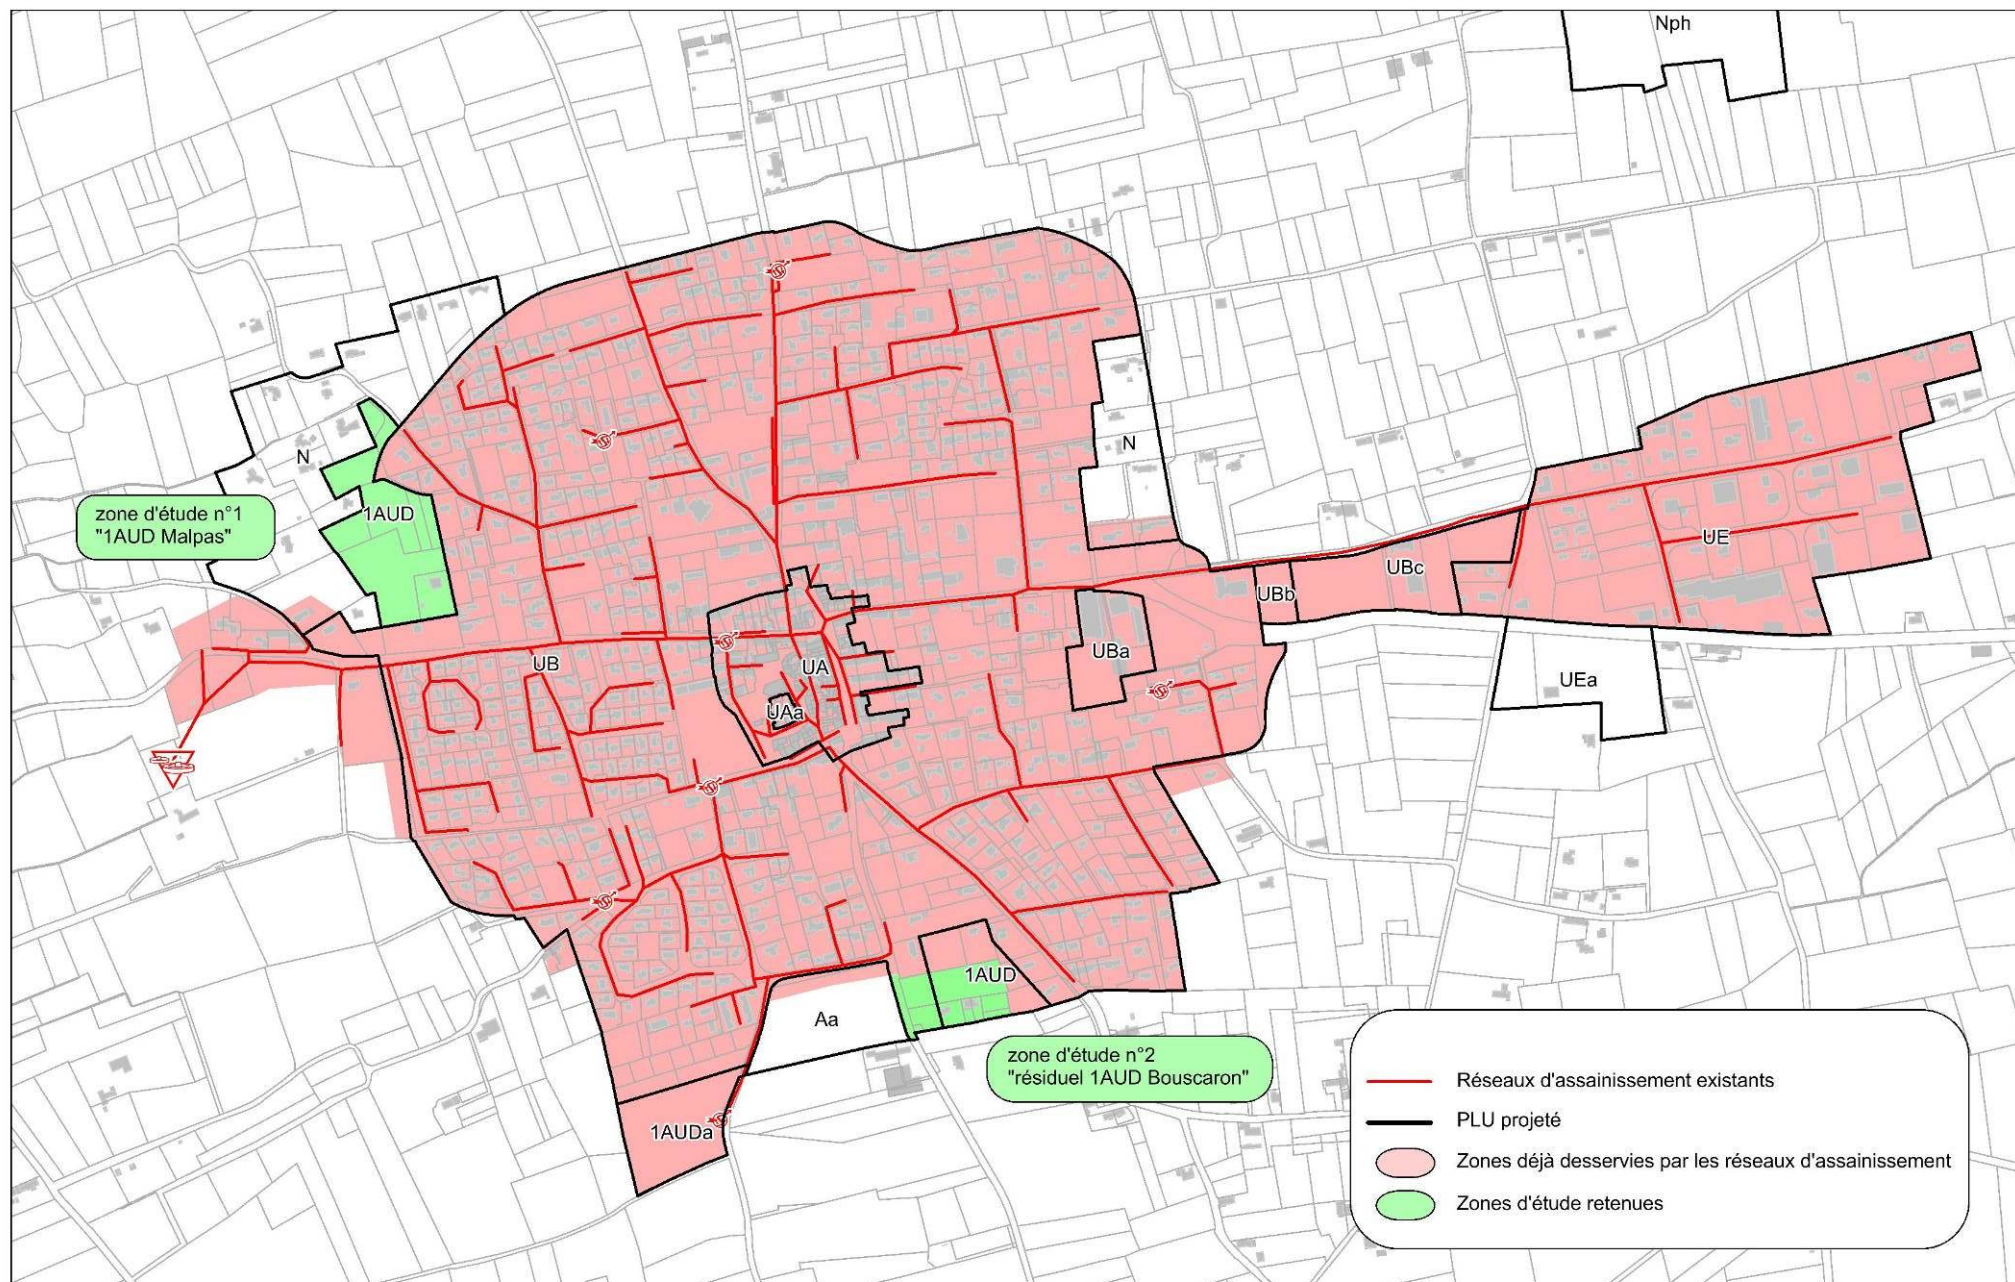 Nph
N
N
zone d'étude n°1
"1AUD Malpas"
1AUD
UE
UBc
UBb
UBa
UB
UA
UAa
UEa
1AUD
Aa
zone d'étude n°2
"résiduel 1AUD Bouscaron"
1AUDa
Réseaux d'assainissement existants
PLU projeté
Zones déjà desservies par les réseaux d'assainissement
Zones d'étude retenues